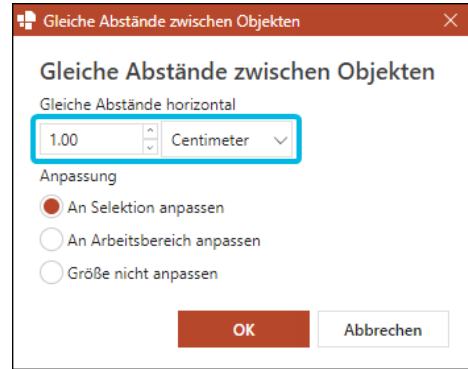 Gleiche Abstände zwischen Objekten
Gleiche Abstände zwischen Objekten
Gleiche Abstände horizontal
1.00 Centimeter
Anpassung
An Selektion anpassen
An Arbeitsbereich anpassen
Größe nicht anpassen
OK Abbrechen